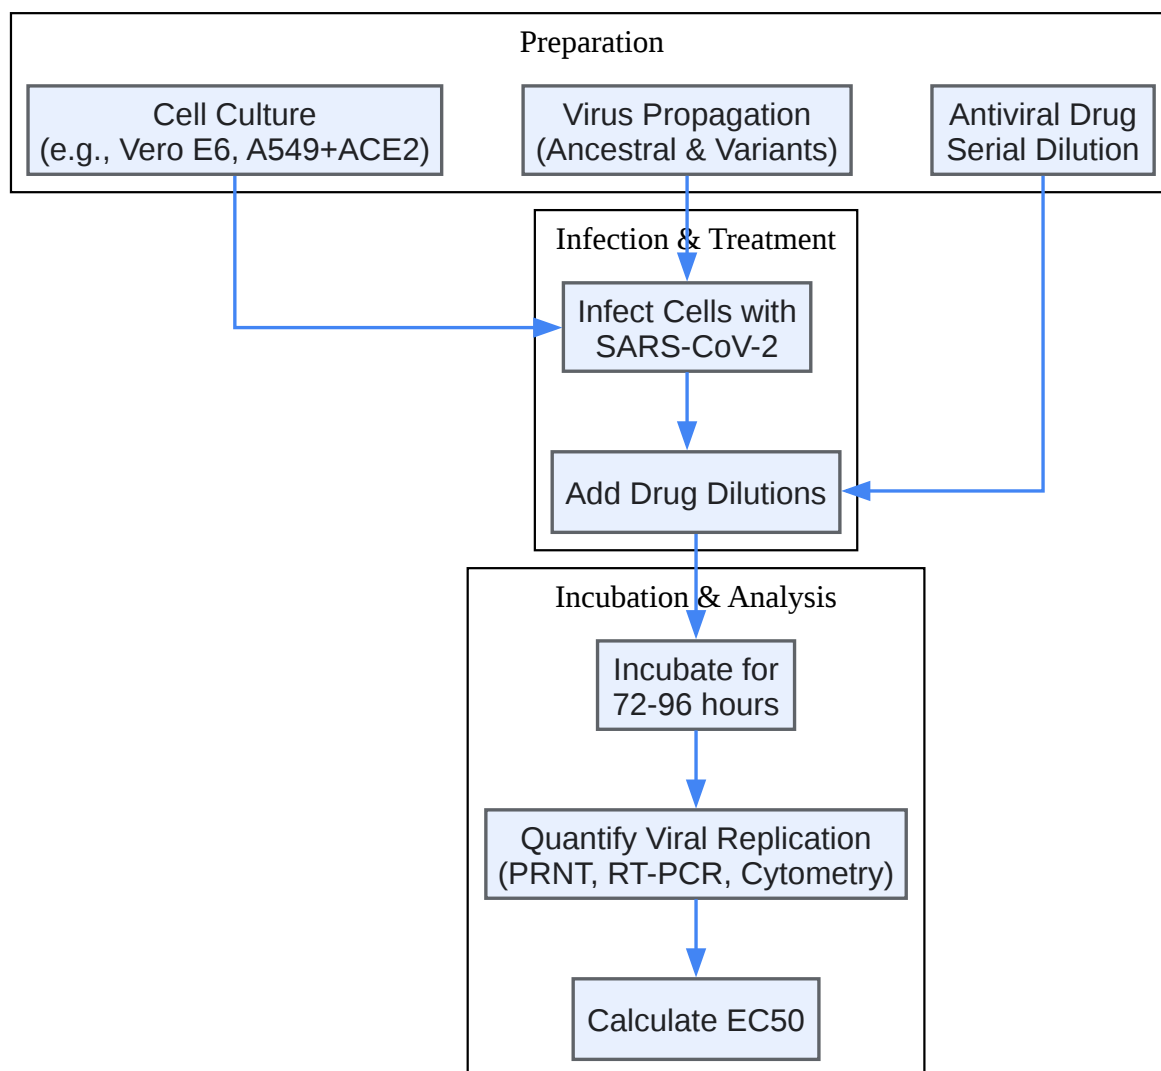 Preparation
Cell Culture
(e.g., Vero E6, A549+ACE2)
Virus Propagation
(Ancestral & Variants)
Antiviral Drug
Serial Dilution
Infection & Treatment
Infect Cells with
SARS-CoV-2
Add Drug Dilutions
Incubation & Analysis
Incubate for
72-96 hours
Quantify Viral Replication
(PRNT, RT-PCR, Cytometry)
Calculate EC50